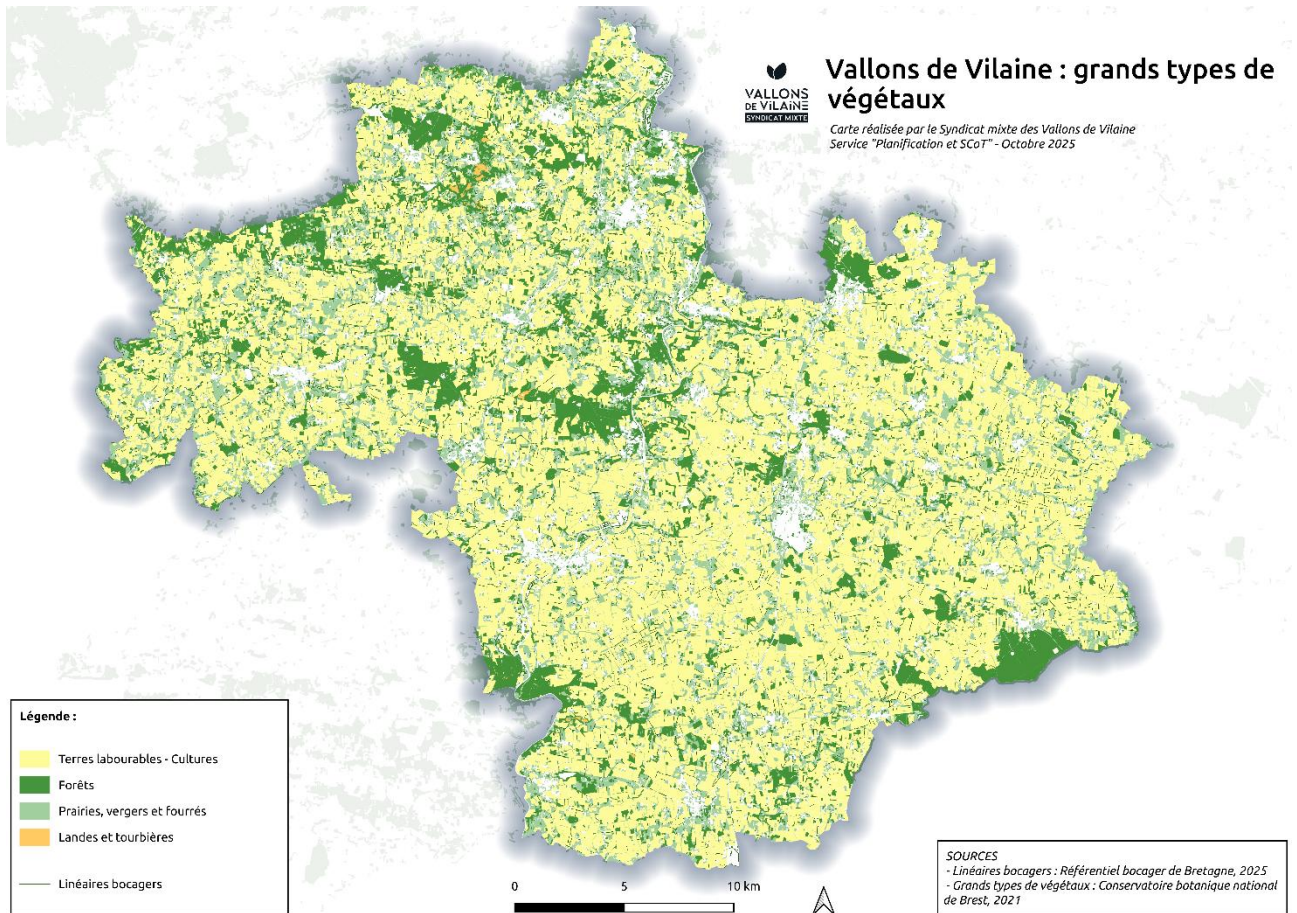 VALLONS
DE VILAINE
SYNDICAT MIXTE
Vallons de Vilaine : grands types de
végétaux
Carte réalisée par le Syndicat mixte des Vallons de Vilaine
Service "Planification et SCoT" - Octobre 2025
Légende :
Terres labourables - Cultures
Forêts
Prairies, vergers et fourrés
Landes et tourbières
Linéaires bocagers
0 5 10 km
SOURCES
- Linéaires bocagers : Référentiel bocager de Bretagne, 2025
- Grands types de végétaux : Conservatoire botanique national
de Brest, 2021